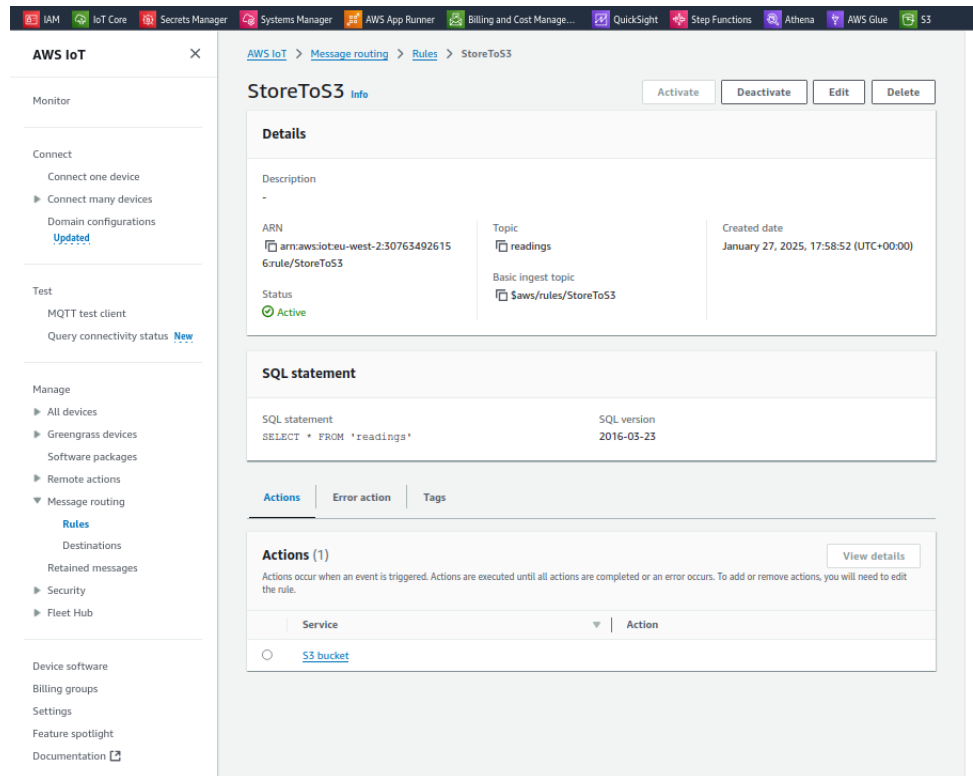 IAM IoT Core Secrets Manager Systems Manager AWS App Runner Billing and Cost Manage... QuickSight Step Functions Athena AWS Glue S3
AWS IoT
Monitor
Connect
Connect one device
Connect many devices
Domain configurations
Updated
Test
MQTT test client
Query connectivity status New
Manage
All devices
Greengrass devices
Software packages
Remote actions
Message routing
Rules
Destinations
Retained messages
Security
Fleet Hub
Device software
Billing groups
Settings
Feature spotlight
Documentation
AWS IoT > Message routing > Rules > StoreToS3
StoreToS3 Info
Activate Deactivate Edit Delete
Details
Description
-
ARN
arn:aws:iot:eu-west-2:30763492615
6:rule/StoreToS3
Status
Active
Topic
readings
Basic ingest topic
$aws/rules/StoreToS3
Created date
January 27, 2025, 17:58:52 (UTC+00:00)
SQL statement
SQL statement
SELECT * FROM 'readings'
SQL version
2016-03-23
Actions Error action Tags
Actions (1)
View details
Actions occur when an event is triggered. Actions are executed until all actions are completed or an error occurs. To add or remove actions, you will need to edit
the rule.
Service Action
S3 bucket